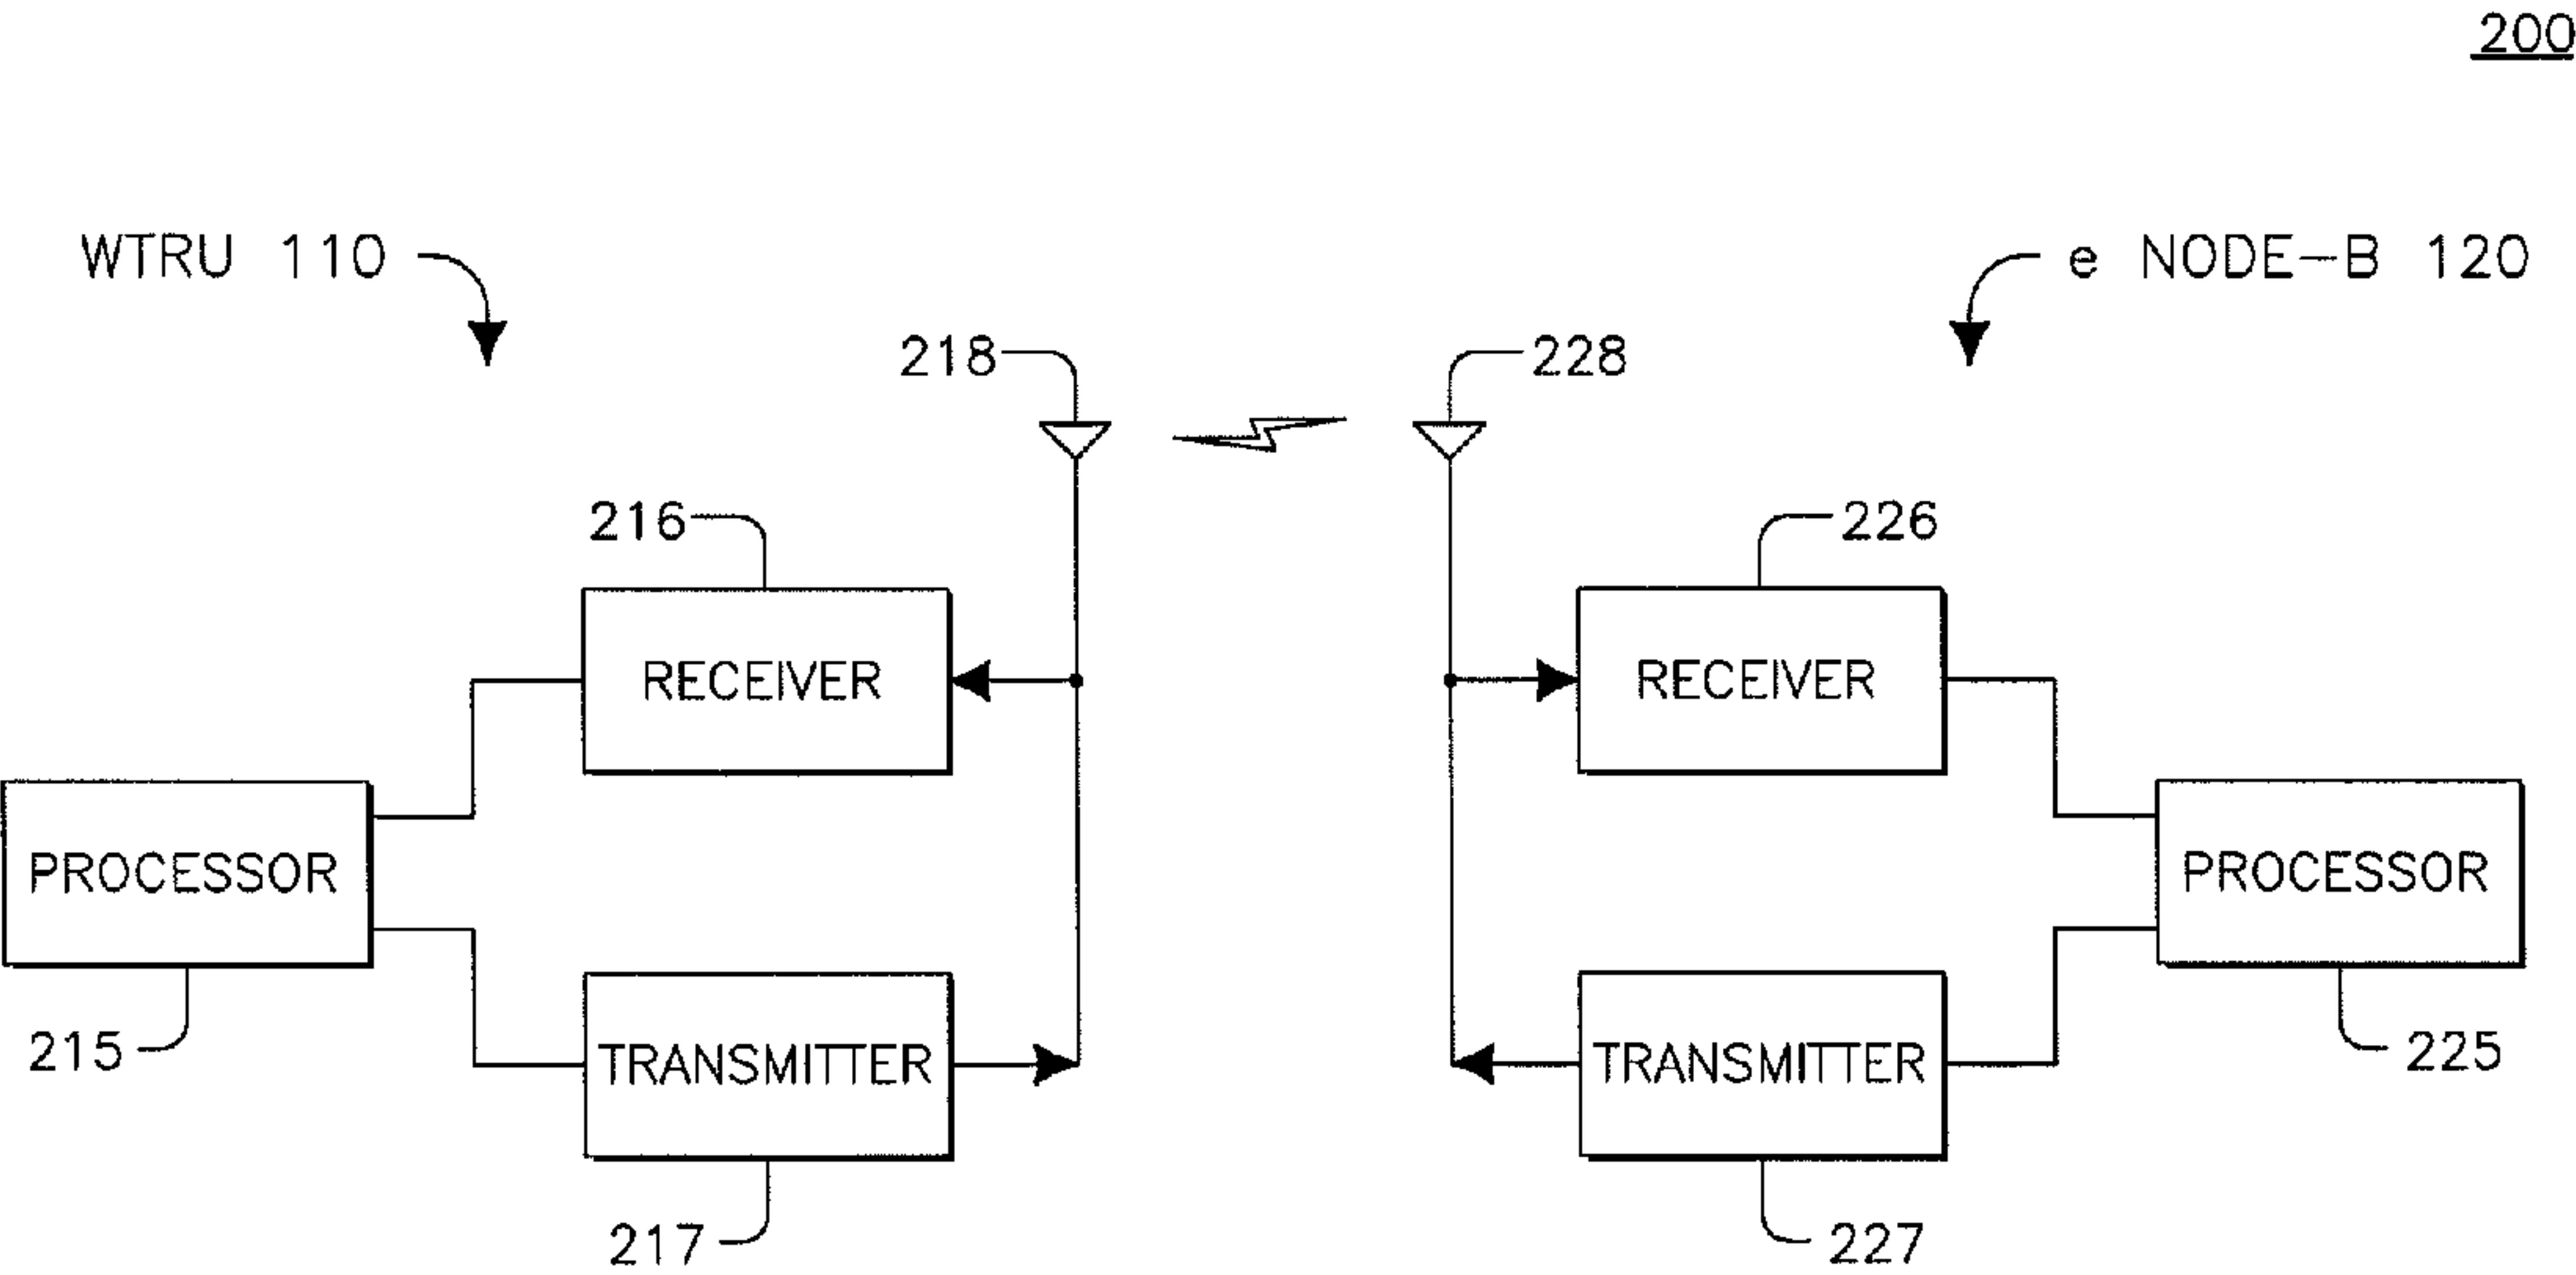 200
WTRU 110
e NODE-B 120
218
228
216
226
RECEIVER
RECEIVER
PROCESSOR
PROCESSOR
215
TRANSMITTER
TRANSMITTER
225
217
227